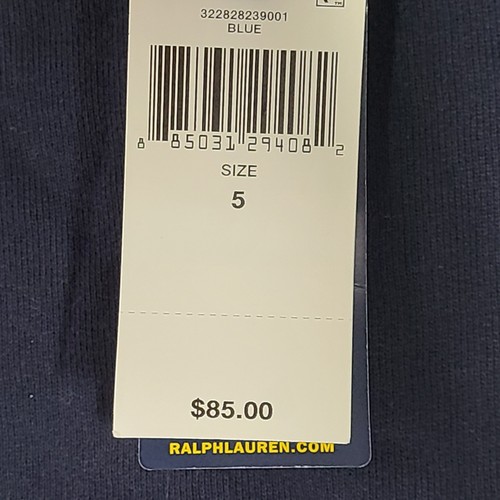 322828239001
BLUE
8 85031 29408 2
SIZE
5
$85.00
RALPHLAUREN.COM